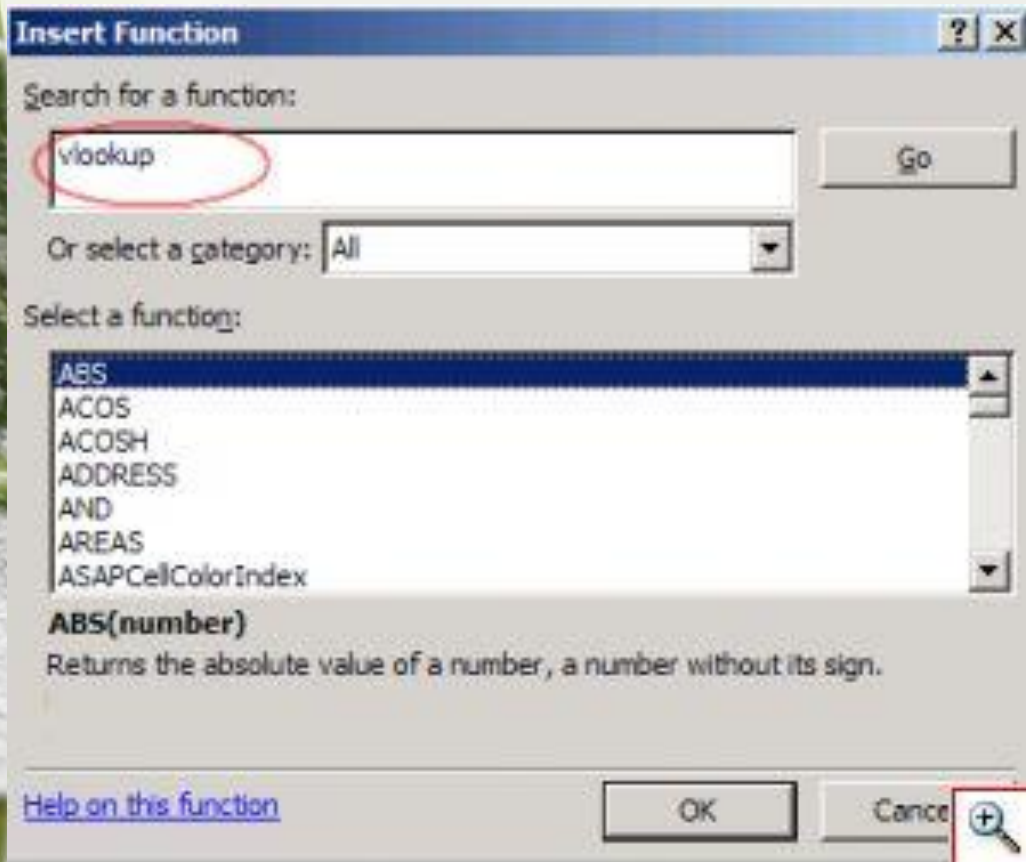 Insert Function
Search for a function:
vlookup
Go
Or select a category: All
Select a function:
ABS
ACOS
ACOSH
ADDRESS
AND
AREAS
ASAPCellColorIndex
ABS(number)
Returns the absolute value of a number, a number without its sign.
Help on this function
OK
Cance